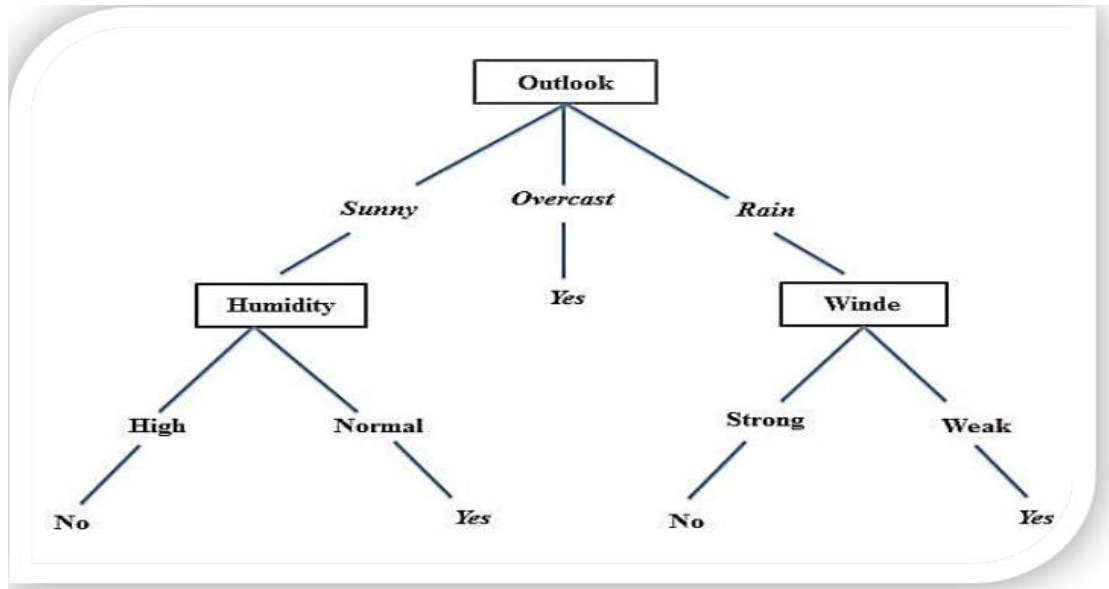 Outlook
Sunny Overcast Rain
Humidity Yes Winde
High Normal Strong Weak
No Yes No Yes